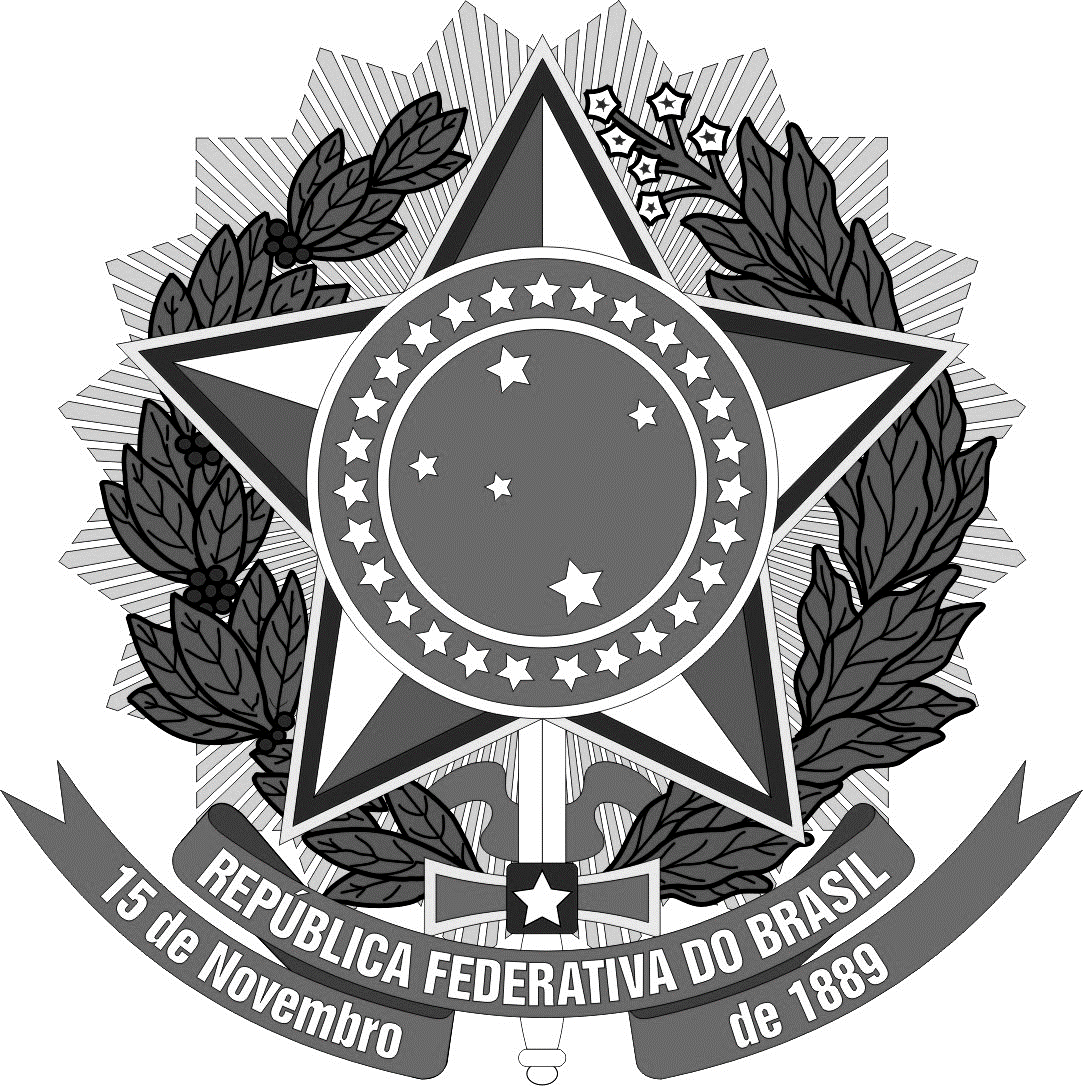 REPÚBLICA FEDERATIVA DO BRASIL
15 de Novembro
de 1889